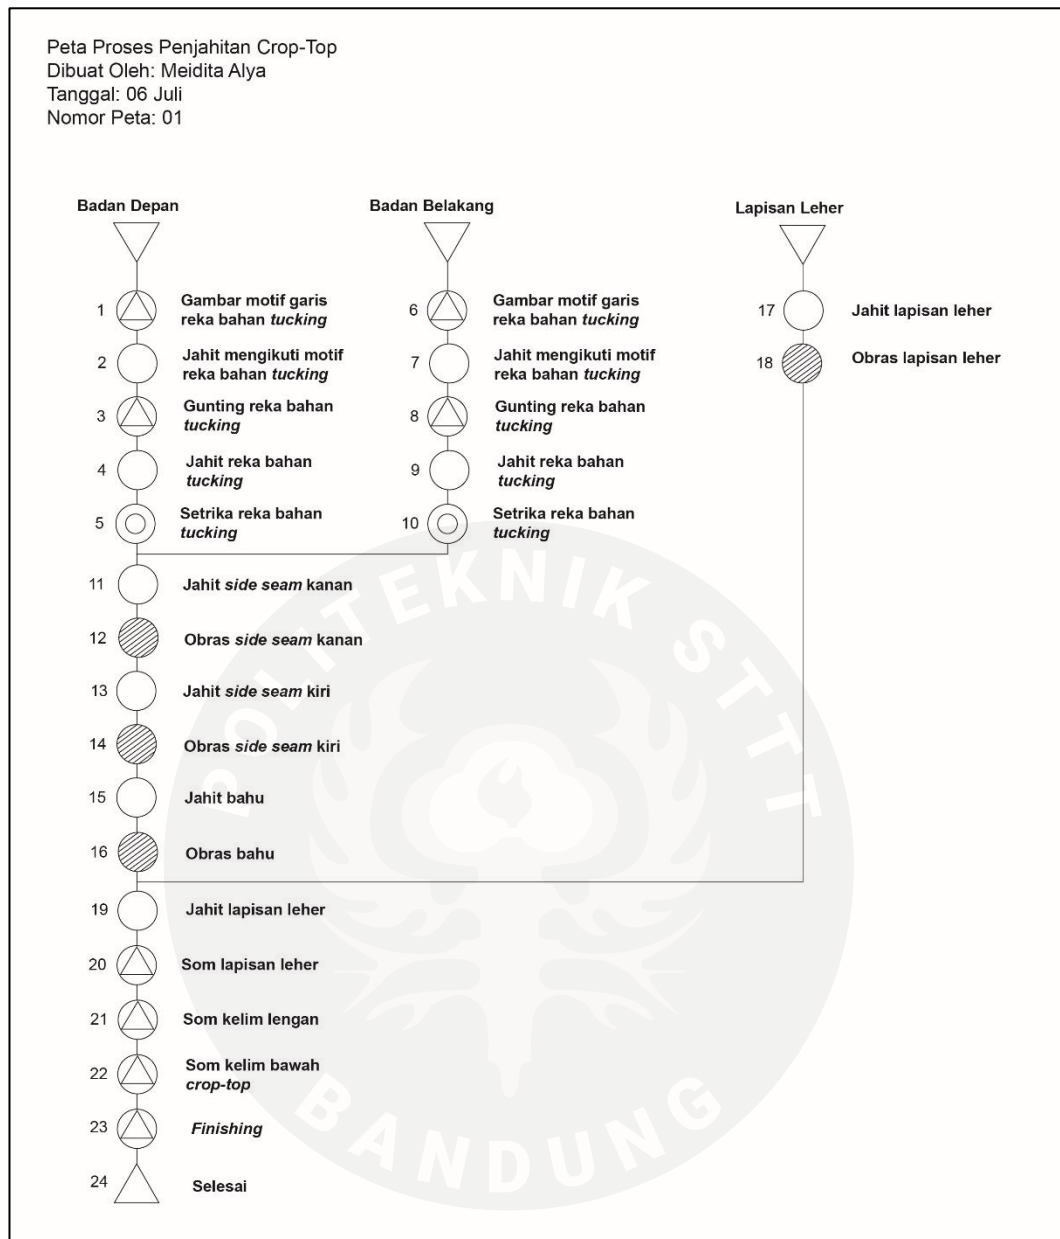 Peta Proses Penjahitan Crop-Top
Dibuat Oleh: Meidita Alya
Tanggal: 06 Juli
Nomor Peta: 01
Badan Depan
1 Gambar motif garis
reka bahan tucking
2 Jahit mengikuti motif
reka bahan tucking
3 Gunting reka bahan
tucking
4 Jahit reka bahan
tucking
5 Setrika reka bahan
tucking
Badan Belakang
6 Gambar motif garis
reka bahan tucking
7 Jahit mengikuti motif
reka bahan tucking
8 Gunting reka bahan
tucking
9 Jahit reka bahan
tucking
10 Setrika reka bahan
tucking
11 Jahit side seam kanan
12 Obras side seam kanan
13 Jahit side seam kiri
14 Obras side seam kiri
15 Jahit bahu
16 Obras bahu
Lapisan Leher
17 Jahit lapisan leher
18 Obras lapisan leher
19 Jahit lapisan leher
20 Som lapisan leher
21 Som kelim lengan
22 Som kelim bawah
crop-top
23 Finishing
24 Selesai
POLITEKNIK STTT
BANDUNG